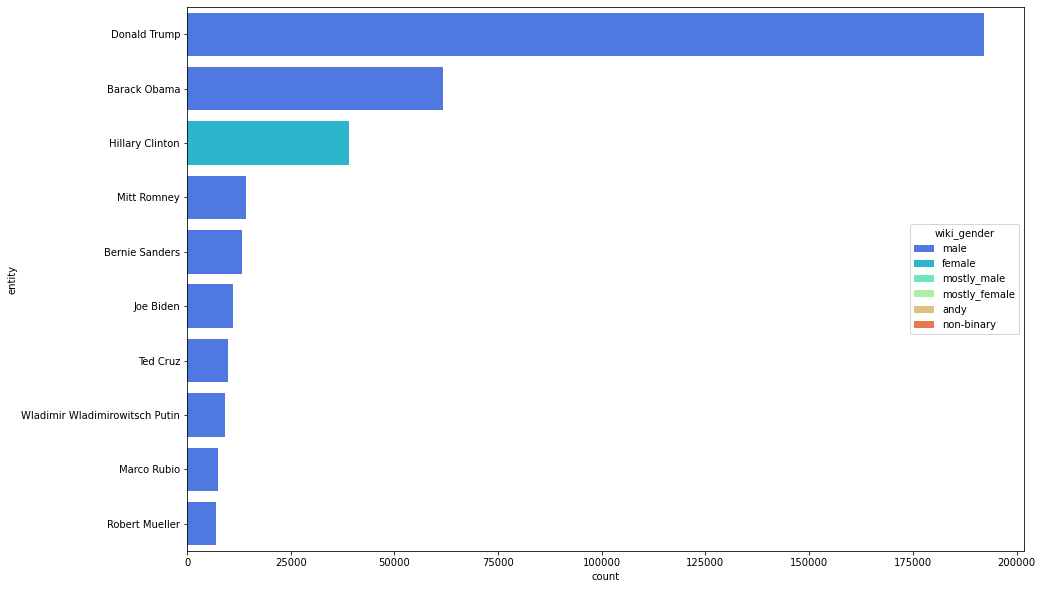 Donald Trump
Barack Obama
Hillary Clinton
Mitt Romney
Bernie Sanders
Joe Biden
Ted Cruz
Wladimir Wladimirowitsch Putin
Marco Rubio
Robert Mueller
entity
wiki_gender
male
female
mostly_male
mostly_female
andy
non-binary
0 25000 50000 75000 100000 125000 150000 175000 200000
count